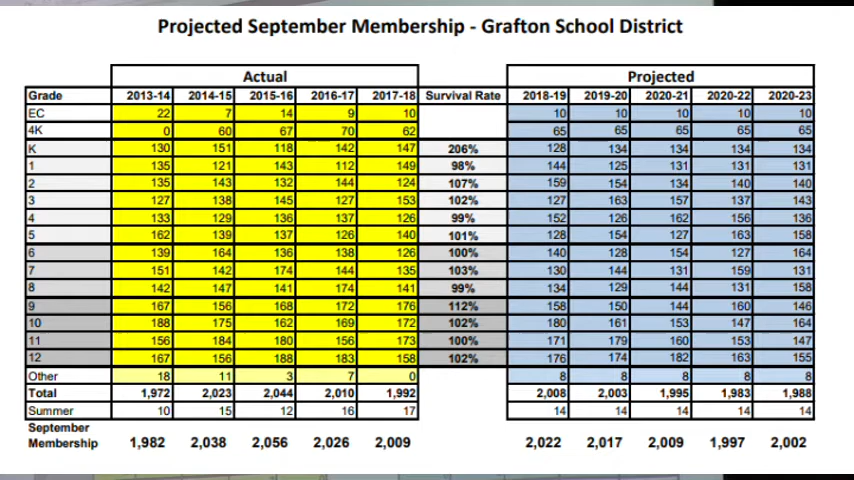 Projected September Membership - Grafton School District
Actual Projected
Grade 2013-14 2014-15 2015-16 2016-17 2017-18 Survival Rate 2018-19 2019-20 2020-21 2020-22 2020-23
EC 22 7 14 9 10 10 10 10 10 10
4K 0 60 67 70 62 65 65 65 65 65
K 130 151 118 142 147 206% 128 134 134 134 134
1 135 121 143 112 149 98% 144 125 131 131 131
2 135 143 132 144 124 107% 159 154 134 140 140
3 127 138 145 127 153 102% 127 163 157 137 143
4 133 129 136 137 126 99% 152 126 162 156 136
5 162 139 137 126 140 101% 128 154 127 163 158
6 139 164 136 138 126 100% 140 128 154 127 164
7 151 142 174 144 135 103% 130 144 131 159 131
8 142 147 141 174 141 99% 134 129 144 131 158
9 167 156 168 172 176 112% 158 150 144 160 146
10 188 175 162 169 172 102% 180 161 153 147 164
11 156 184 180 156 173 100% 171 179 160 153 147
12 167 156 188 183 158 102% 176 174 182 163 155
Other 18 11 3 7 0 8 8 8 8 8
Total 1,972 2,023 2,044 2,010 1,992 2,008 2,003 1,995 1,983 1,988
Summer 10 15 12 16 17 14 14 14 14 14
September
Membership 1,982 2,038 2,056 2,026 2,009 2,022 2,017 2,009 1,997 2,002